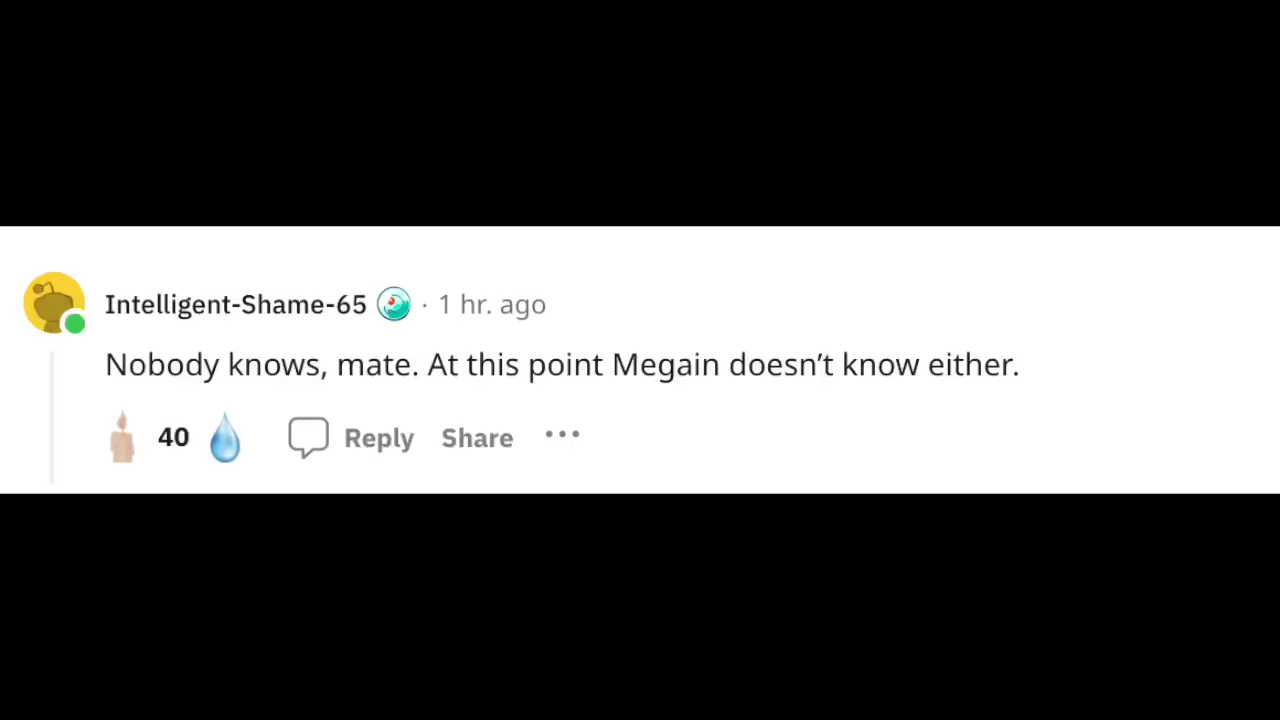 Intelligent-Shame-65 · 1 hr. ago
Nobody knows, mate. At this point Megain doesn’t know either.
40 Reply Share ···